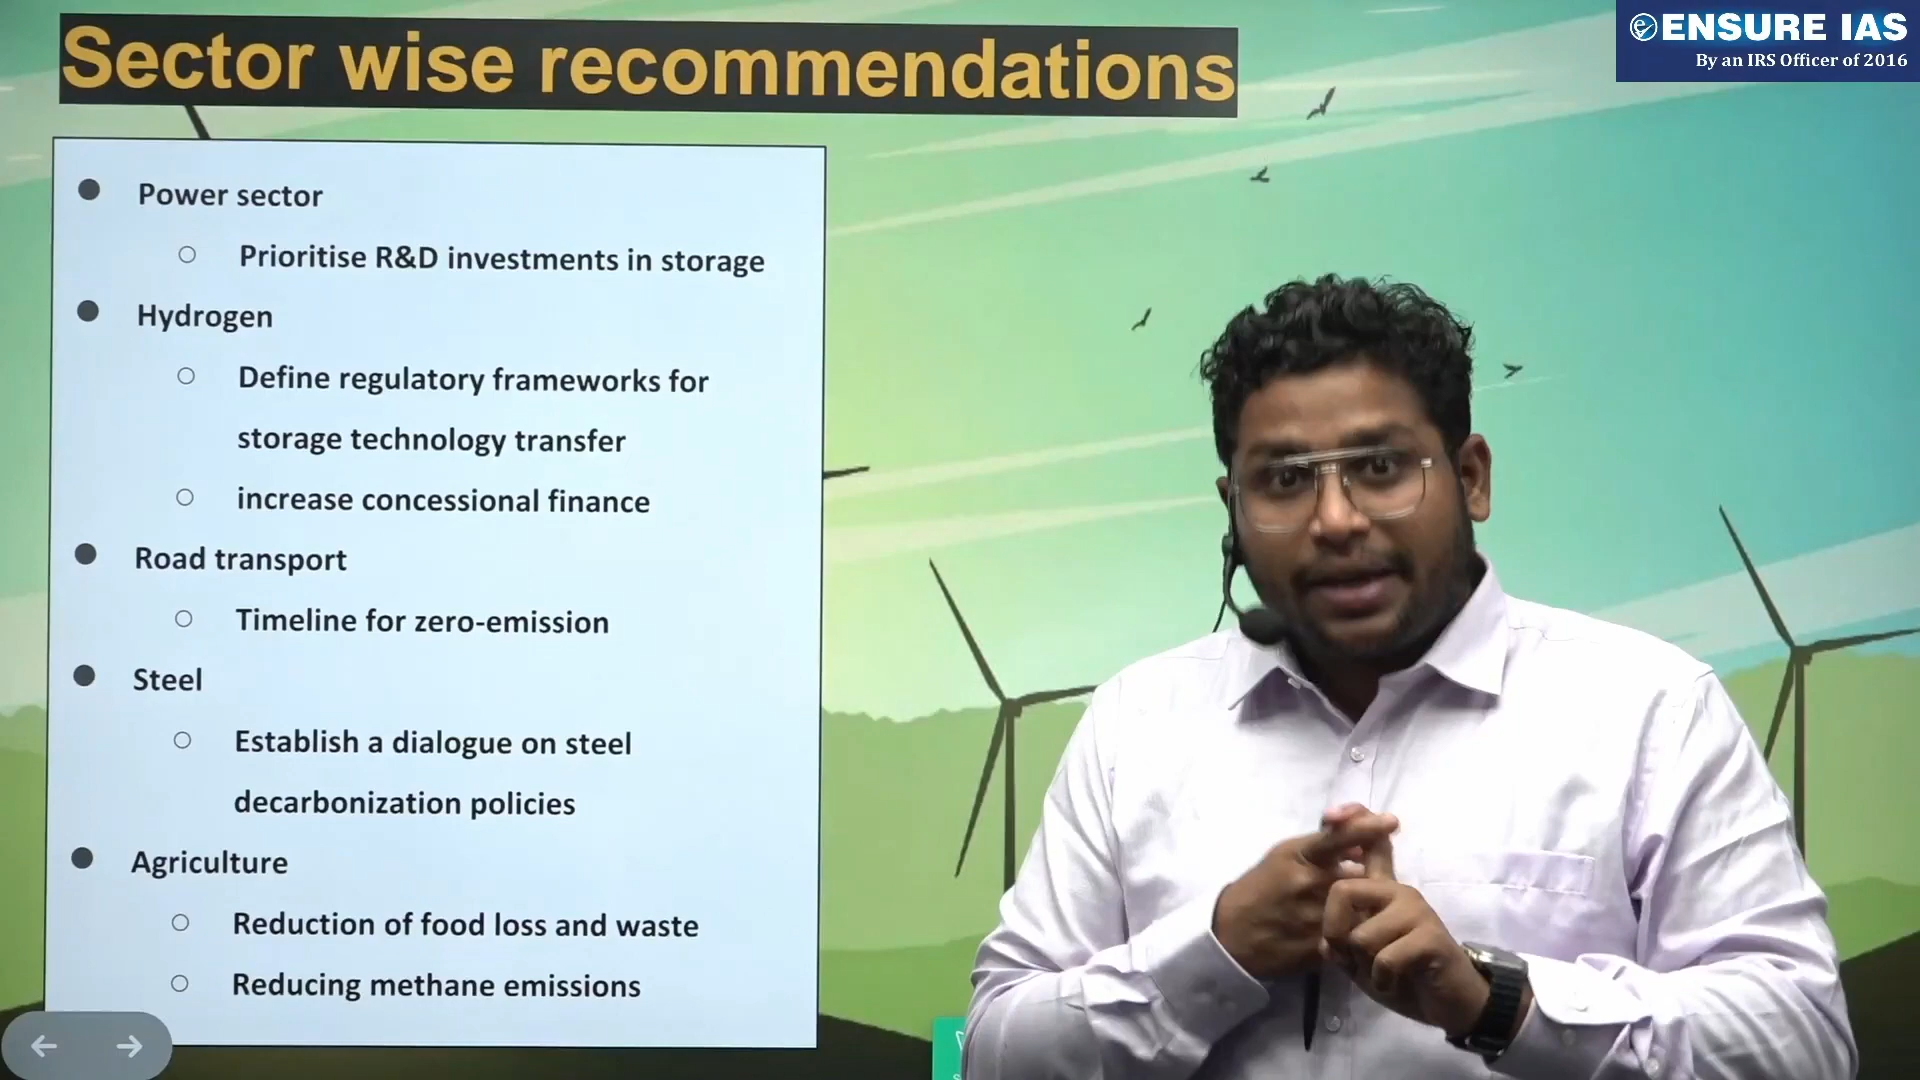 Sector wise recommendations
ENSURE IAS
By an IRS Officer of 2016
Power sector
Prioritise R&D investments in storage
Hydrogen
Define regulatory frameworks for
storage technology transfer
increase concessional finance
Road transport
Timeline for zero-emission
Steel
Establish a dialogue on steel
decarbonization policies
Agriculture
Reduction of food loss and waste
Reducing methane emissions